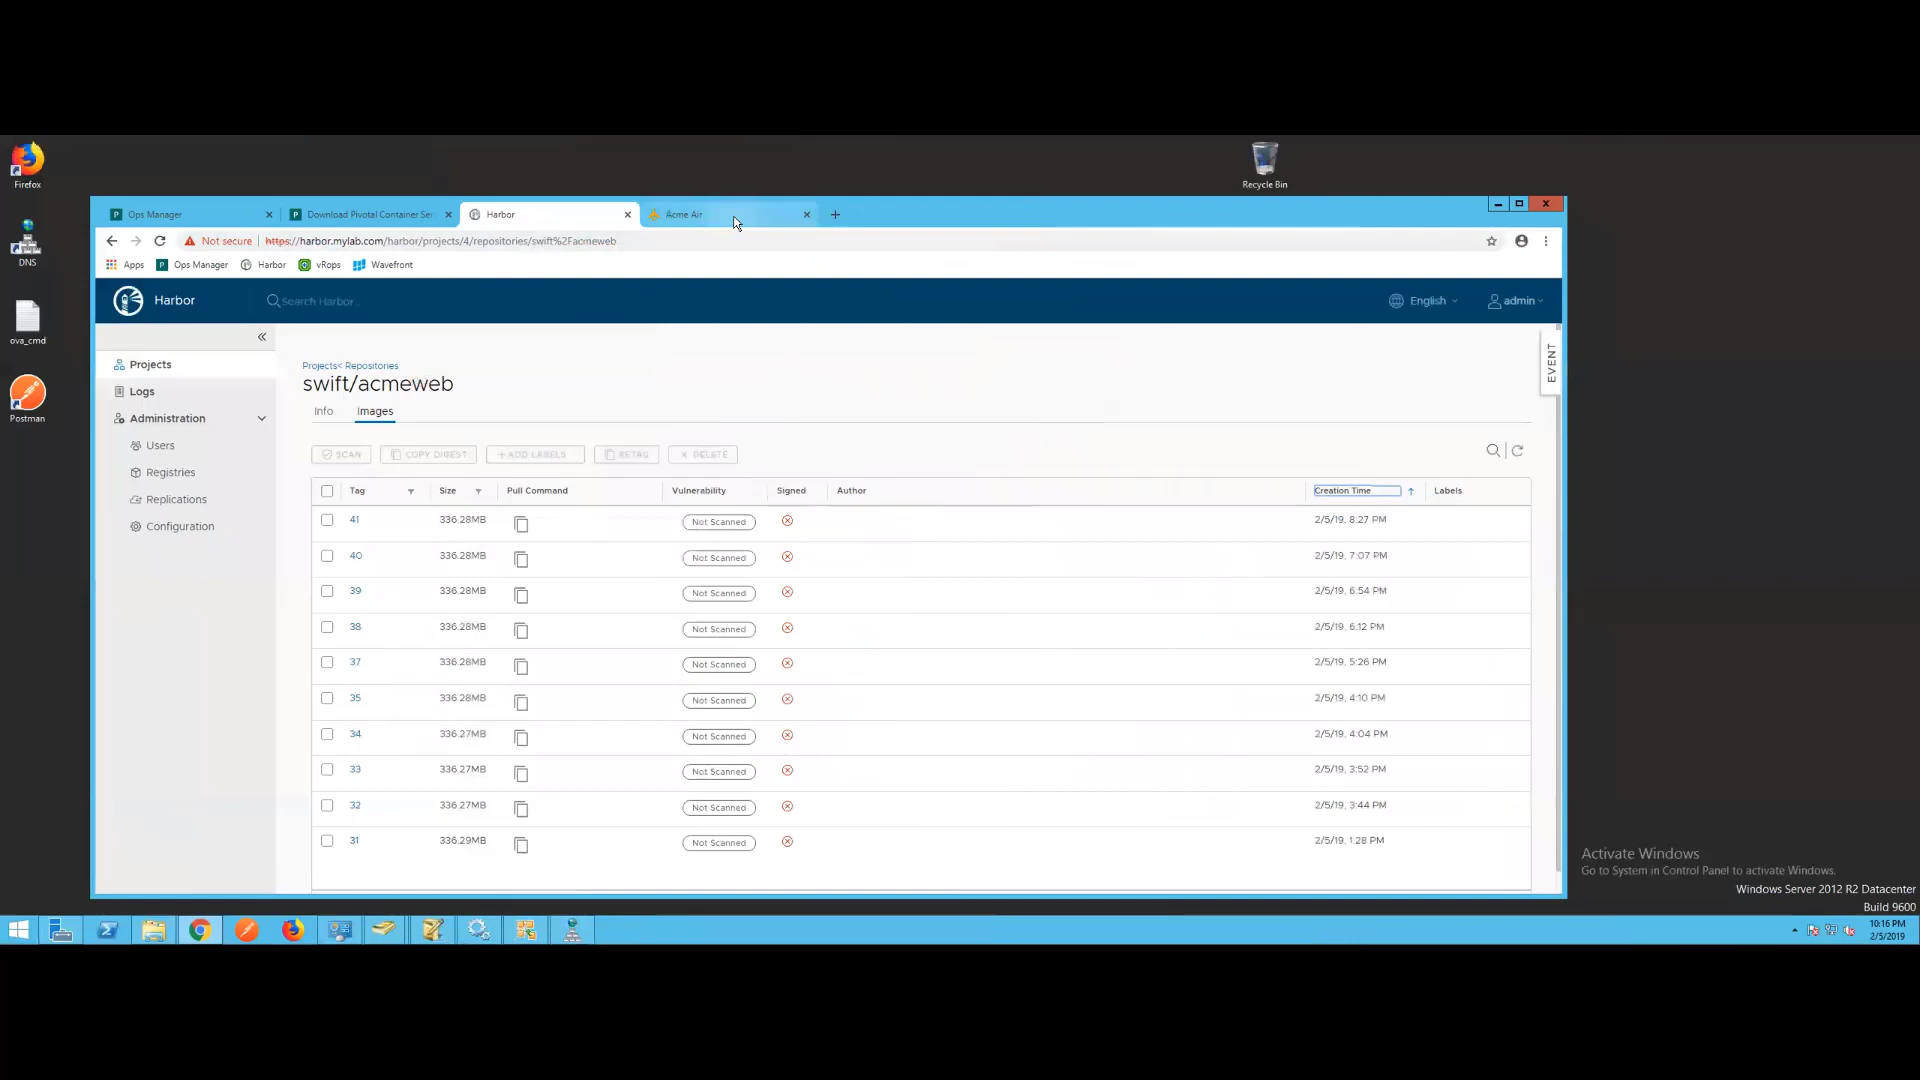 Firefox
Recycle Bin
Ops Manager
Download Pivotal Container Ser
Harbor
Acme Air
Not secure
https://harbor.mylab.com/harbor/projects/4/repositories/swift%2Facmeweb
Apps
Ops Manager
Harbor
vRops
Wavefront
DNS
Harbor
Search Harbor...
English
admin
ova_cmd
Postman
Projects
Logs
Administration
Users
Registries
Replications
Configuration
EVENT
Projects< Repositories
swift/acmeweb
Info
Images
SCAN
COPY DIGEST
+ADD LABELS
RETAG
× DELETE
Tag Size Pull Command Vulnerability Signed Author Creation Time Labels
41 336.28MB Not Scanned 2/5/19, 8:27 PM
40 336.28MB Not Scanned 2/5/19, 7:07 PM
39 336.28MB Not Scanned 2/5/19, 6:54 PM
38 336.28MB Not Scanned 2/5/19, 6:12 PM
37 336.28MB Not Scanned 2/5/19, 5:26 PM
35 336.28MB Not Scanned 2/5/19, 4:10 PM
34 336.27MB Not Scanned 2/5/19, 4:04 PM
33 336.27MB Not Scanned 2/5/19, 3:52 PM
32 336.27MB Not Scanned 2/5/19, 3:44 PM
31 336.29MB Not Scanned 2/5/19, 1:28 PM
Activate Windows
Go to System in Control Panel to activate Windows.
Windows Server 2012 R2 Datacenter
Build 9600
10:16 PM
2/5/2019